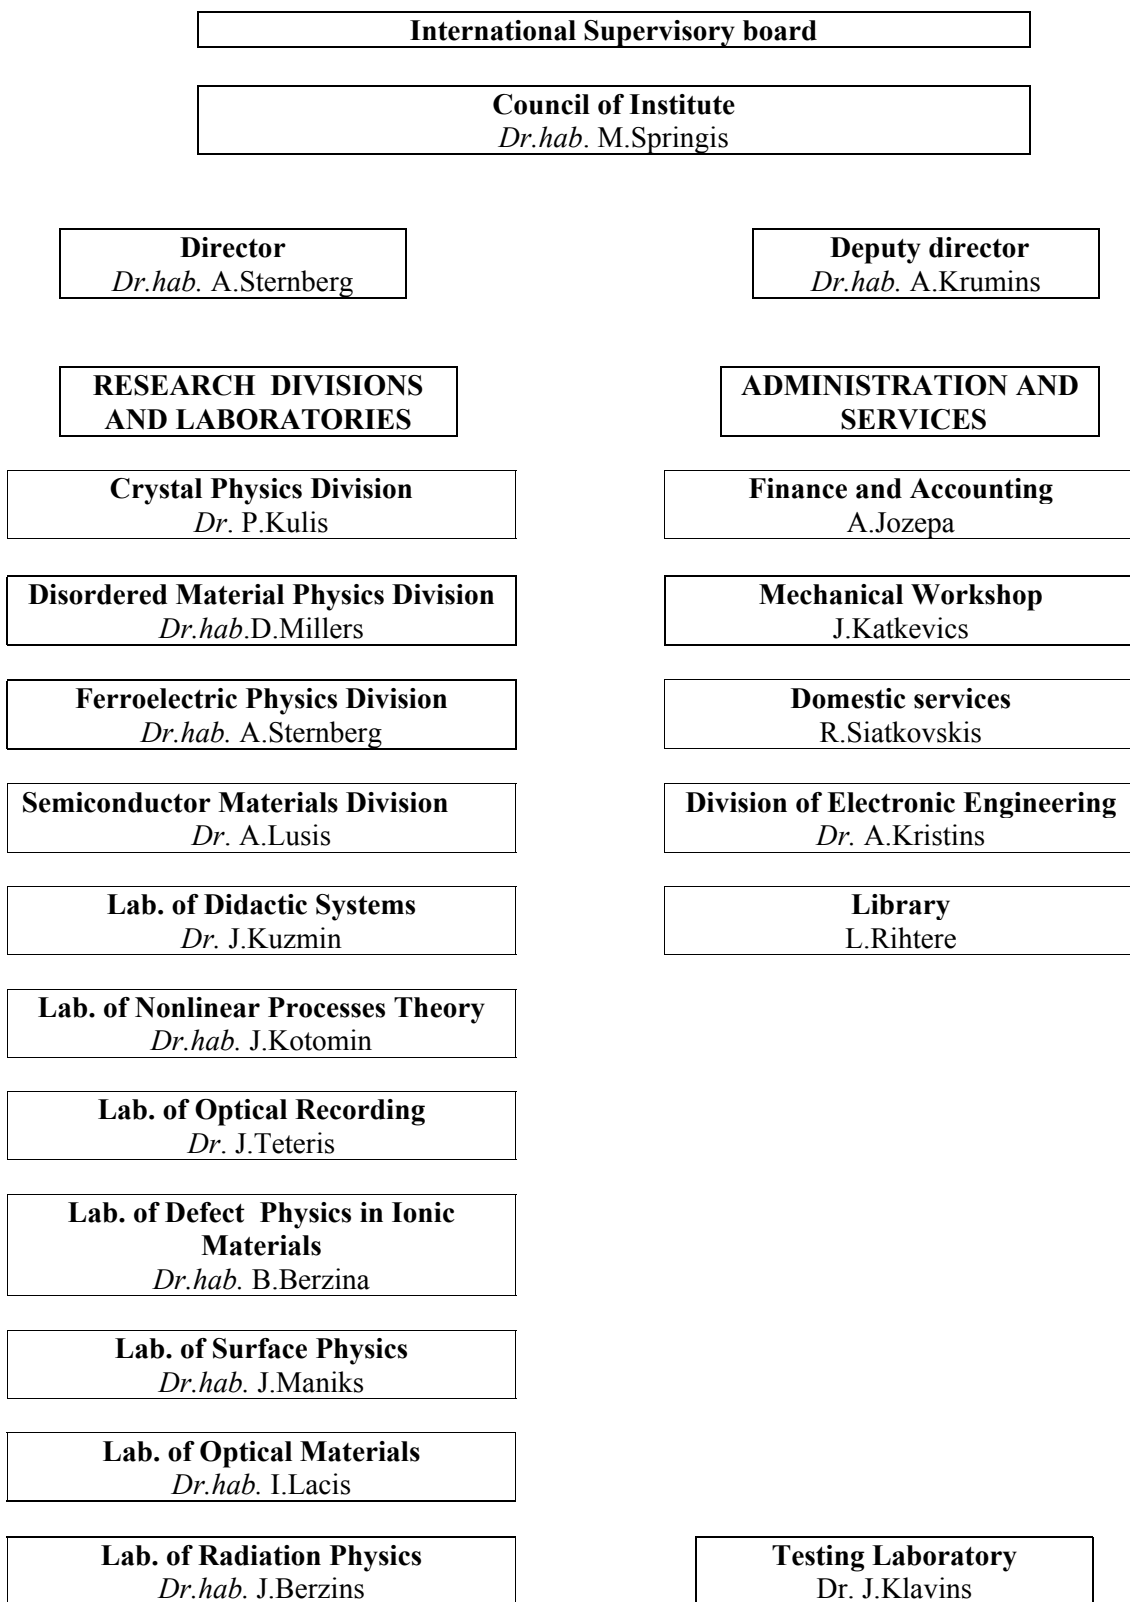 International Supervisory board
Council of Institute
Dr.hab. M.Springis
Director
Dr.hab. A.Sternberg
Deputy director
Dr.hab. A.Krumins
RESEARCH DIVISIONS
AND LABORATORIES
ADMINISTRATION AND
SERVICES
Crystal Physics Division
Dr. P.Kulis
Disordered Material Physics Division
Dr.hab.D.Millers
Ferroelectric Physics Division
Dr.hab. A.Sternberg
Semiconductor Materials Division
Dr. A.Lusis
Lab. of Didactic Systems
Dr. J.Kuzmin
Lab. of Nonlinear Processes Theory
Dr.hab. J.Kotomin
Lab. of Optical Recording
Dr. J.Teteris
Lab. of Defect Physics in Ionic
Materials
Dr.hab. B.Berzina
Lab. of Surface Physics
Dr.hab. J.Maniks
Lab. of Optical Materials
Dr.hab. I.Lacis
Lab. of Radiation Physics
Dr.hab. J.Berzins
Finance and Accounting
A.Jozepa
Mechanical Workshop
J.Katkevics
Domestic services
R.Siatkovskis
Division of Electronic Engineering
Dr. A.Kristins
Library
L.Rihtere
Testing Laboratory
Dr. J.Klavins